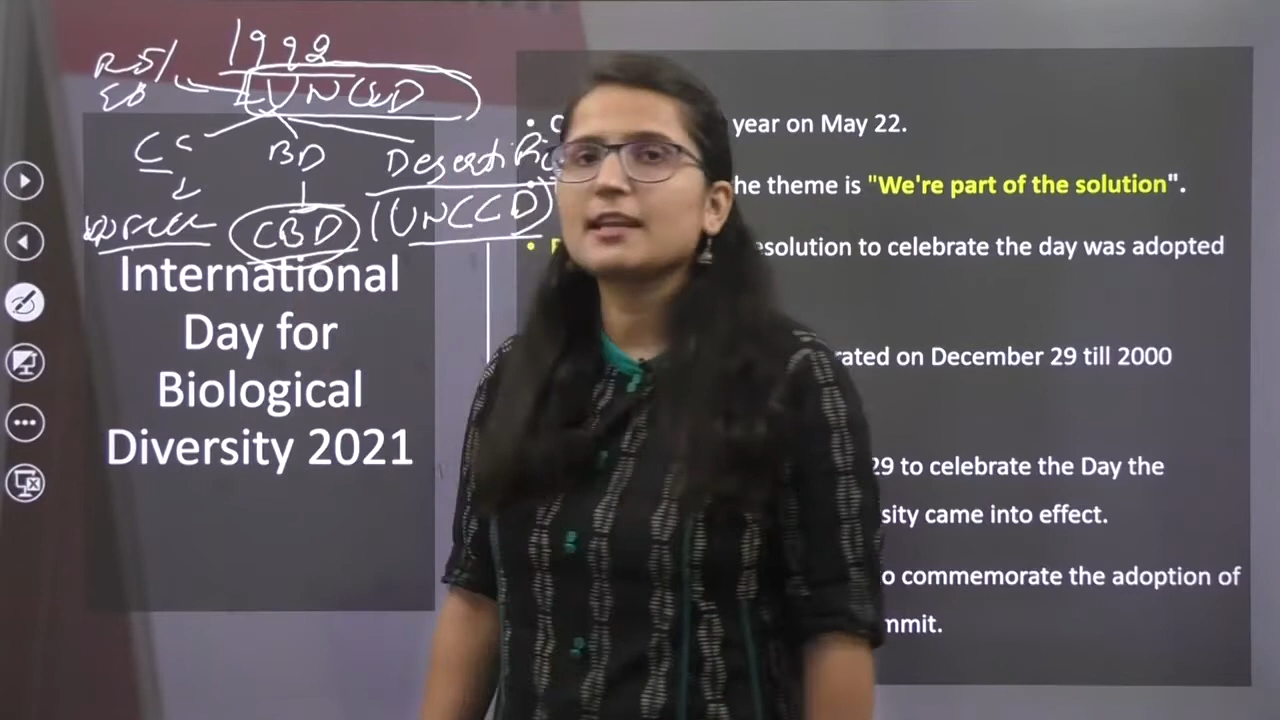 1992
UNCED
CC
BD
CBD
UNCCD
International
Day for
Biological
Diversity 2021
year on May 22.
he theme is "We're part of the solution".
esolution to celebrate the day was adopted
rated on December 29 till 2000
29 to celebrate the Day the
sity came into effect.
o commemorate the adoption of
mmit.